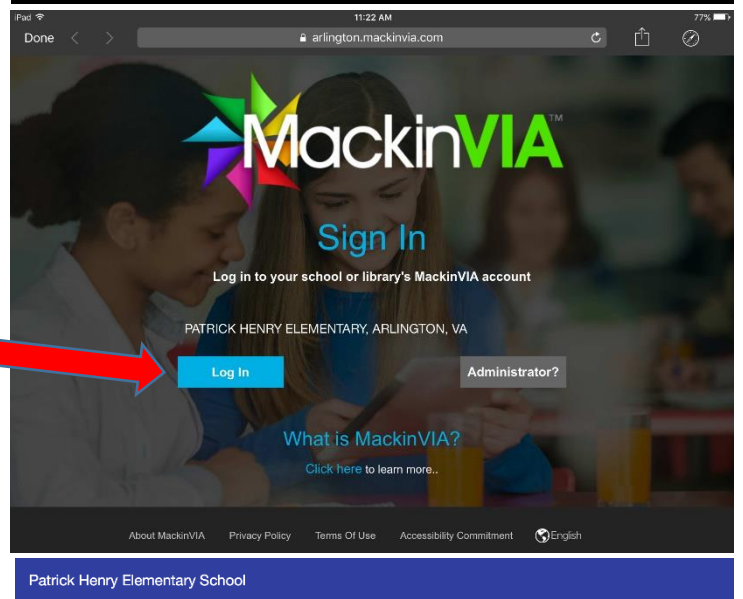 iPad 11:22 AM 77%
Done < > arlington.mackinvia.com
MackinVIA™
Sign In
Log in to your school or library's MackinVIA account
PATRICK HENRY ELEMENTARY, ARLINGTON, VA
Log In Administrator?
What is MackinVIA?
Click here to learn more..
About MackinVIA Privacy Policy Terms Of Use Accessibility Commitment English
Patrick Henry Elementary School